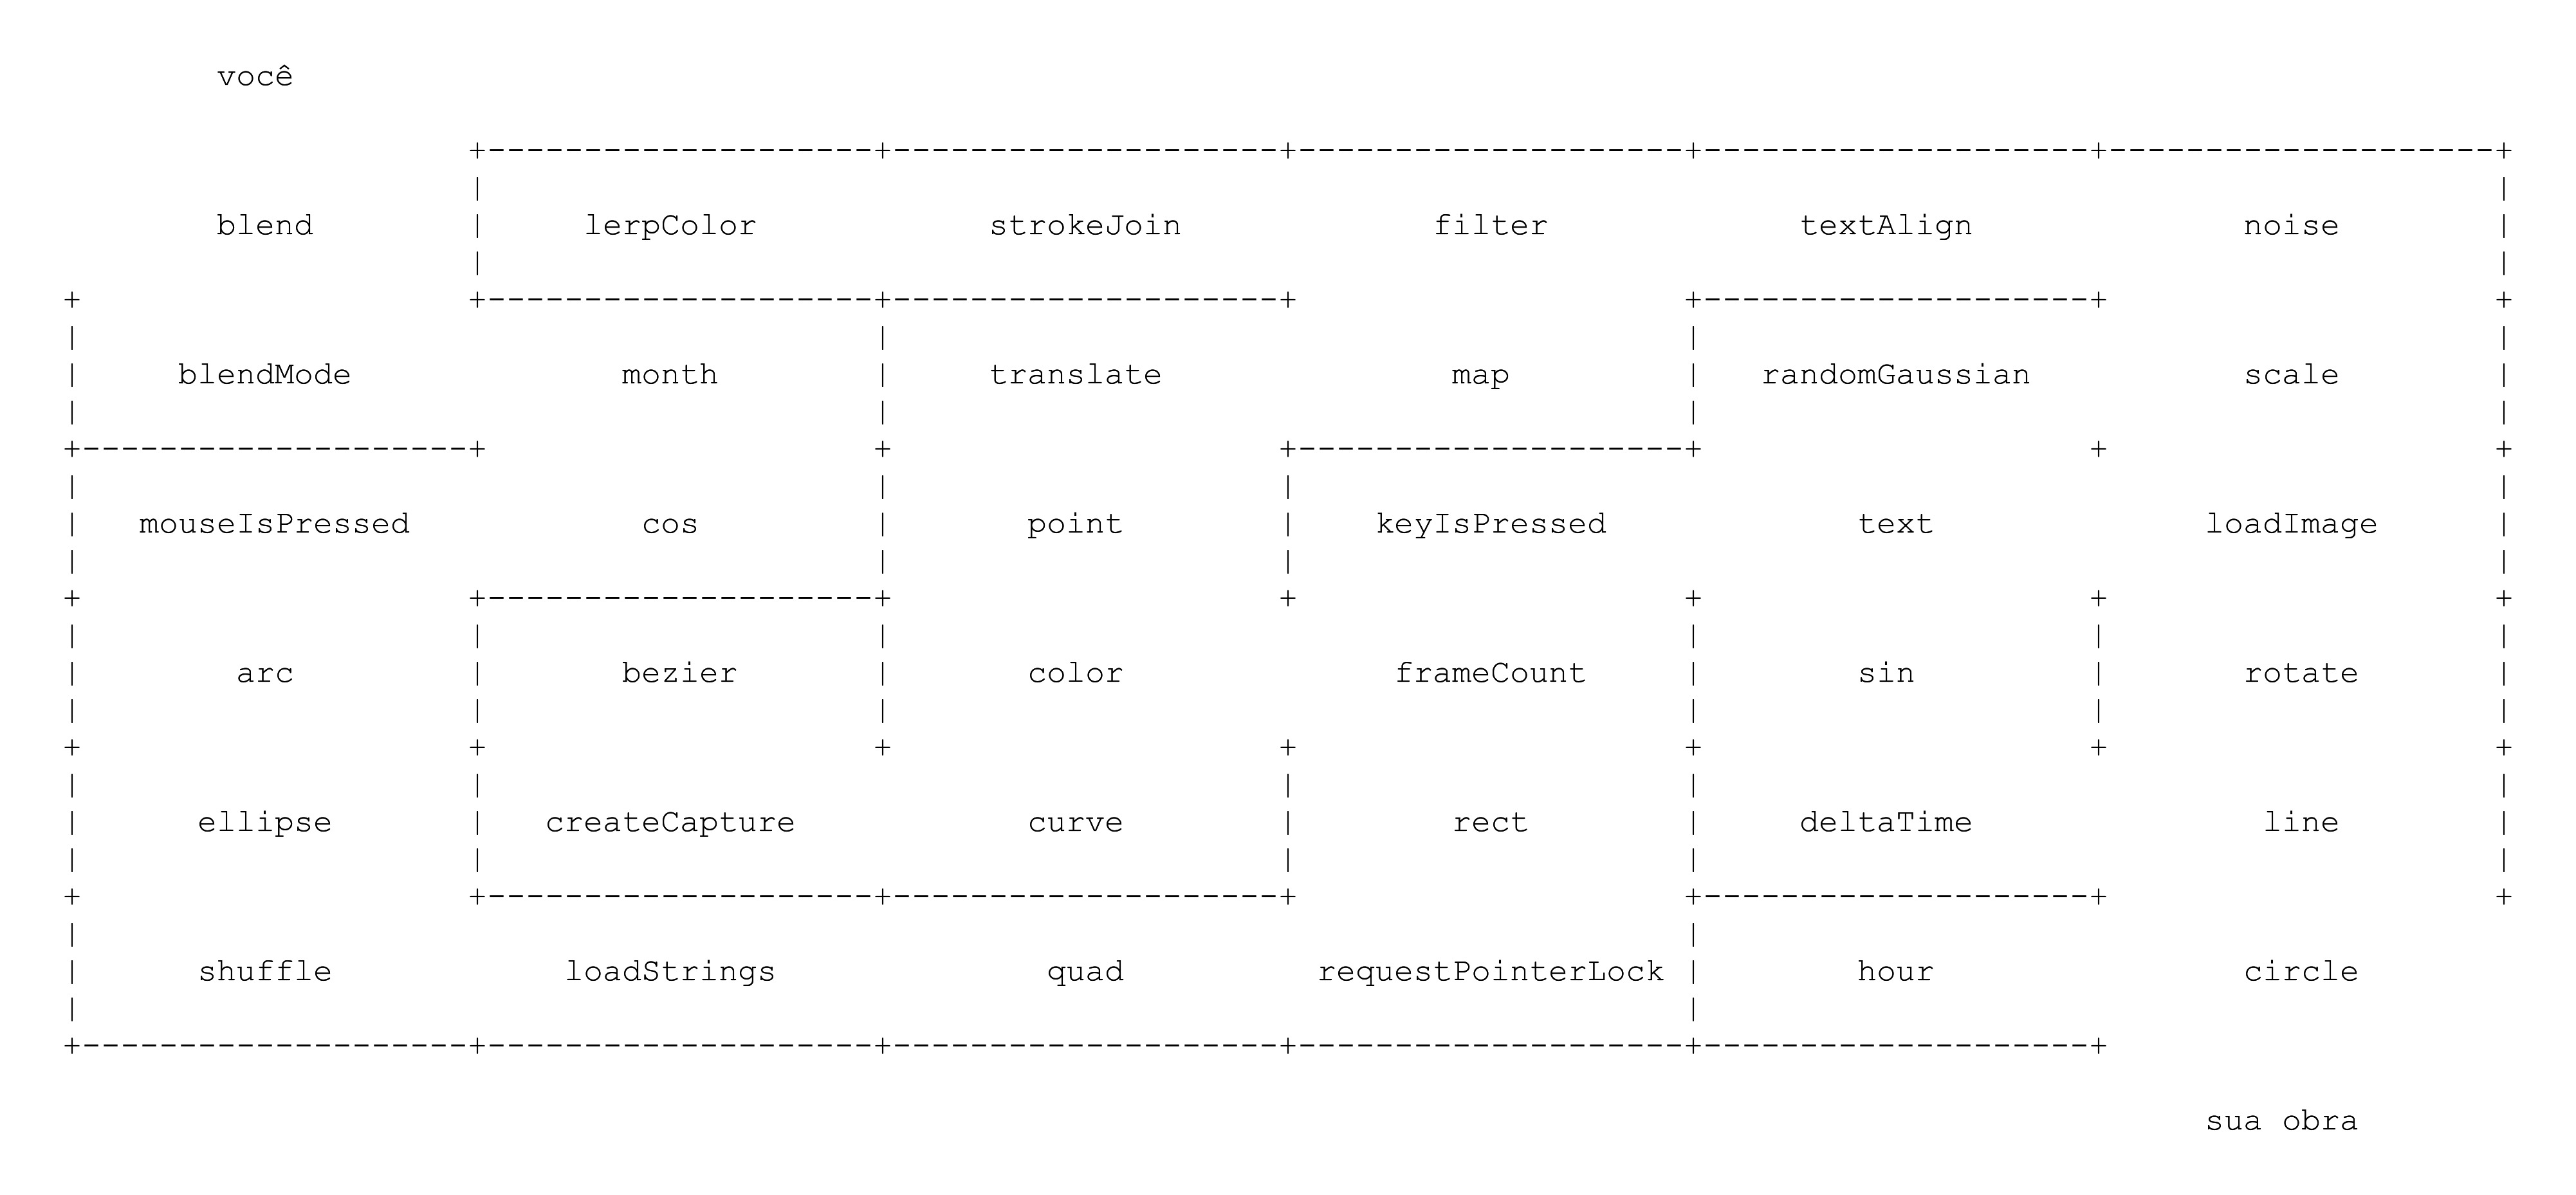 você
blend lerpColor strokeJoin filter textAlign noise
blendMode month translate map randomGaussian scale
mouseIsPressed cos point keyIsPressed text loadImage
arc bezier color frameCount sin rotate
ellipse createCapture curve rect deltaTime line
shuffle loadStrings quad requestPointerLock hour circle
sua obra